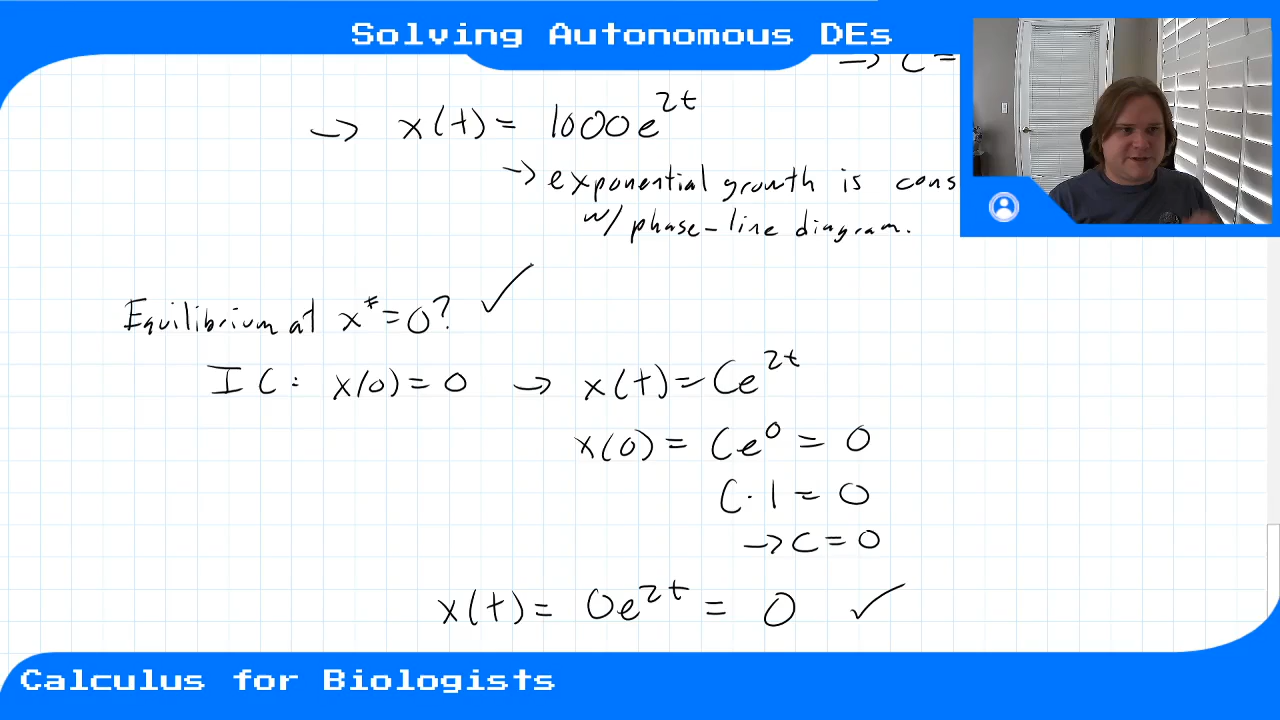 Solving Autonomous DEs
→ C =
→ x(t) = 1000e^{2t}
→ exponential growth is cons
w/ phase-line diagram.
Equilibrium at x* = 0? ✓
IC: x(0) = 0 → x(t) = Ce^{2t}
x(0) = Ce^0 = 0
C·1 = 0
→ C = 0
x(t) = 0e^{2t} = 0 ✓
Calculus for Biologists